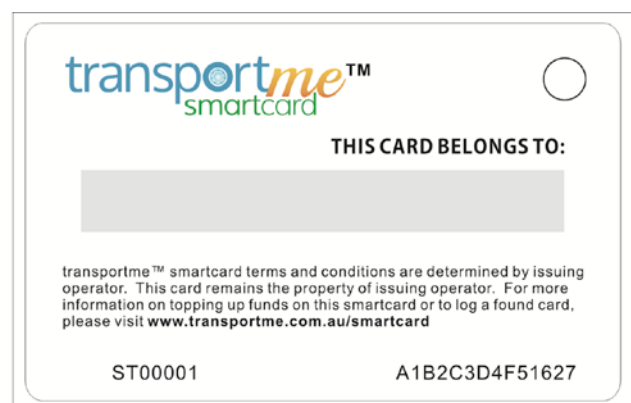 transportme™
smartcard
THIS CARD BELONGS TO:
transportme™ smartcard terms and conditions are determined by issuing
operator. This card remains the property of issuing operator. For more
information on topping up funds on this smartcard or to log a found card,
please visit www.transportme.com.au/smartcard
ST00001 A1B2C3D4F51627